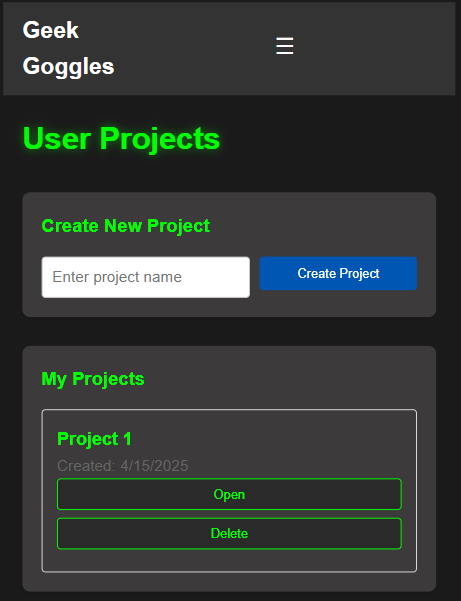 Geek
Goggles
☰
User Projects
Create New Project
Enter project name
Create Project
My Projects
Project 1
Created: 4/15/2025
Open
Delete